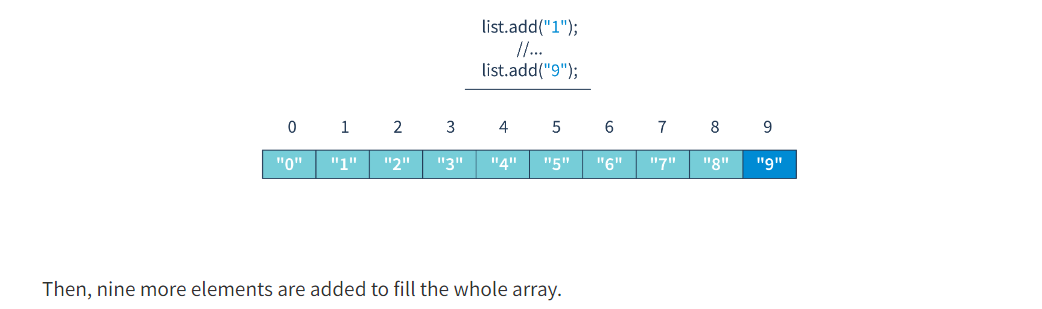 list.add("1");
//...
list.add("9");
0 1 2 3 4 5 6 7 8 9
"0" "1" "2" "3" "4" "5" "6" "7" "8" "9"
Then, nine more elements are added to fill the whole array.